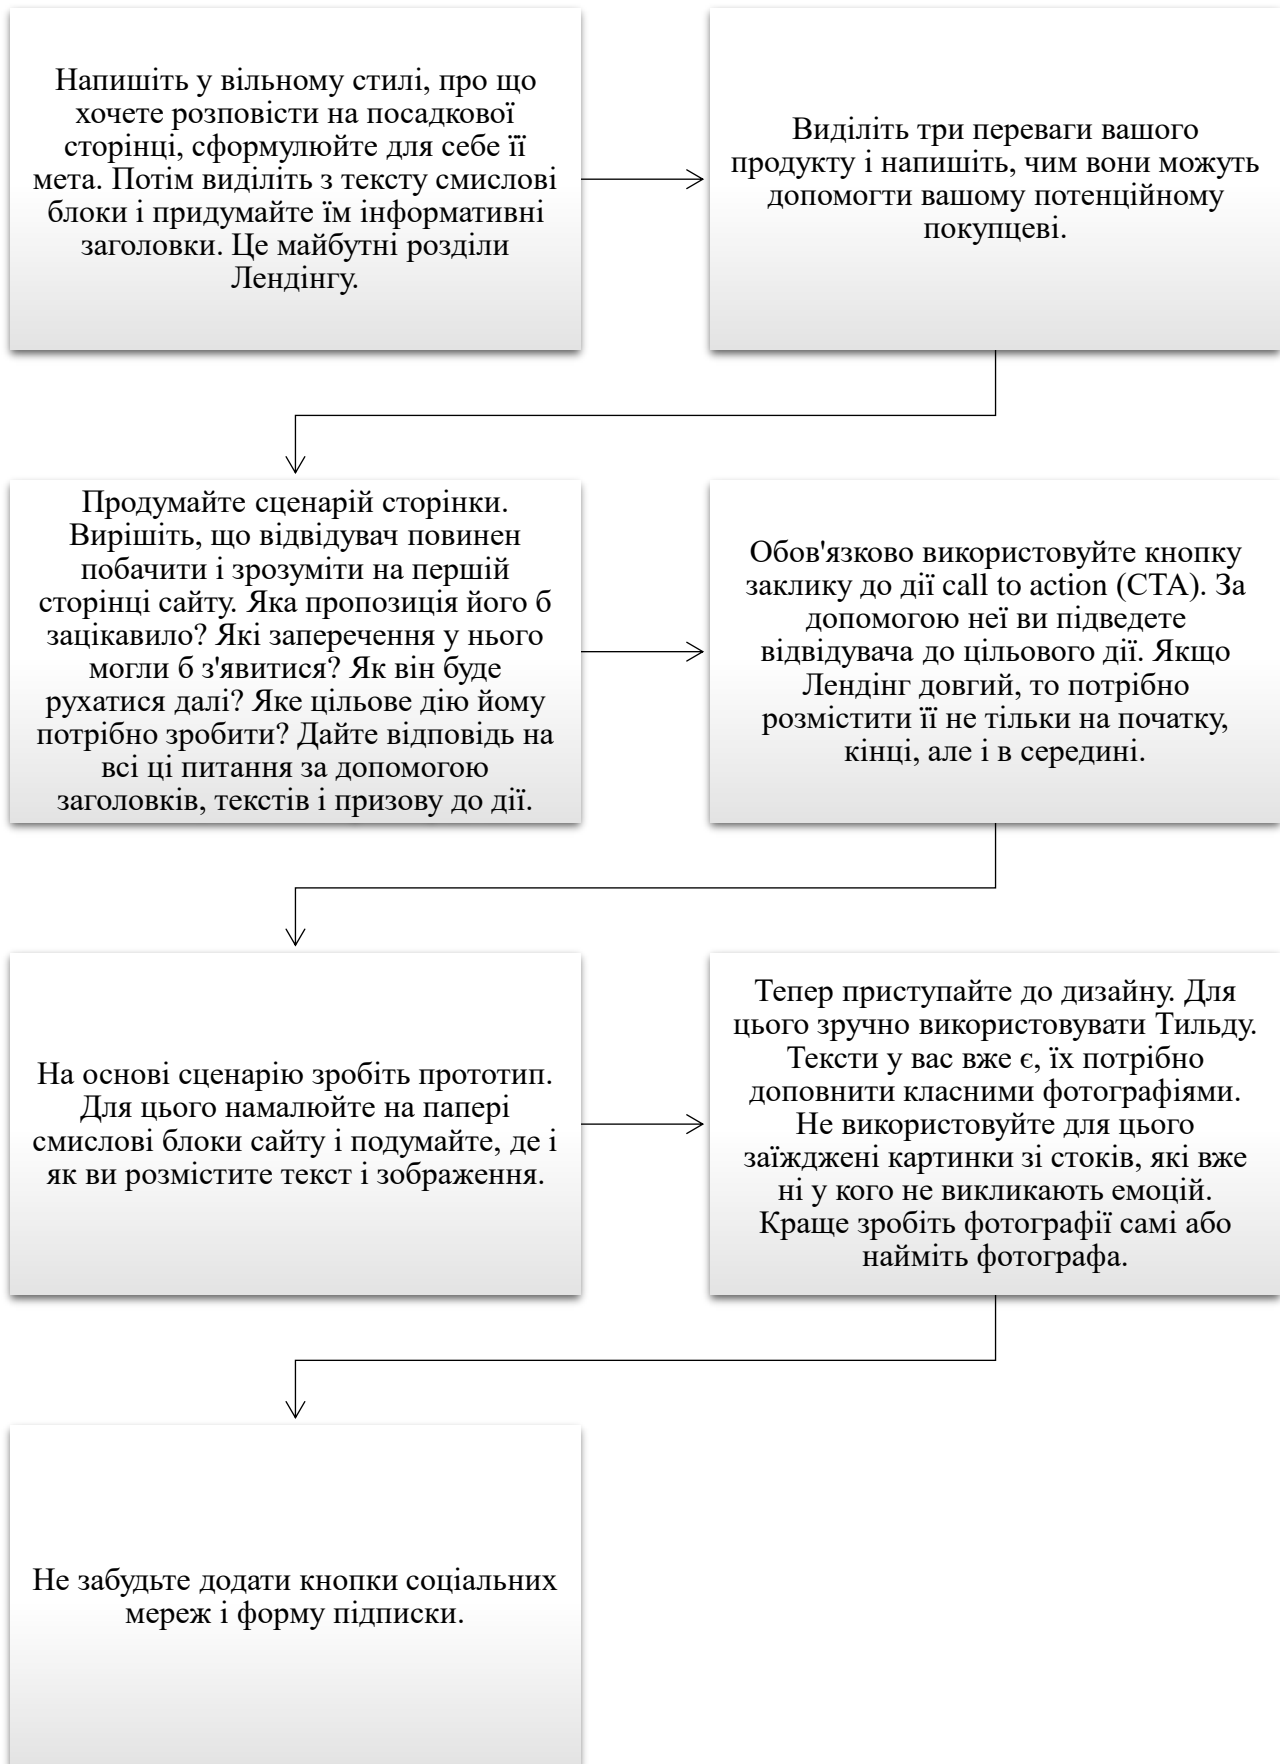 Напишіть у вільному стилі, про що
хочете розповісти на посадкової
сторінці, сформулюйте для себе її
мета. Потім виділіть з тексту смислові
блоки і придумайте їм інформативні
заголовки. Це майбутні розділи
Лендінгу.
Виділіть три переваги вашого
продукту і напишіть, чим вони можуть
допомогти вашому потенційному
покупцеві.
Продумайте сценарій сторінки.
Вирішіть, що відвідувач повинен
побачити і зрозуміти на першій
сторінці сайту. Яка пропозиція його б
зацікавило? Які заперечення у нього
могли б з'явитися? Як він буде
рухатися далі? Яке цільове дію йому
потрібно зробити? Дайте відповідь на
всі ці питання за допомогою
заголовків, текстів і призову до дії.
Обов'язково використовуйте кнопку
заклику до дії call to action (CTA). За
допомогою неї ви підведете
відвідувача до цільового дії. Якщо
Лендінг довгий, то потрібно
розмістити її не тільки на початку,
кінці, але і в середині.
На основі сценарію зробіть прототип.
Для цього намалюйте на папері
смислові блоки сайту і подумайте, де і
як ви розмістите текст і зображення.
Тепер приступайте до дизайну. Для
цього зручно використовувати Тильду.
Тексти у вас вже є, їх потрібно
доповнити класними фотографіями.
Не використовуйте для цього
заїжджені картинки зі стоків, які вже
ні у кого не викликають емоцій.
Краще зробіть фотографії самі або
найміть фотографа.
Не забудьте додати кнопки соціальних
мереж і форму підписки.